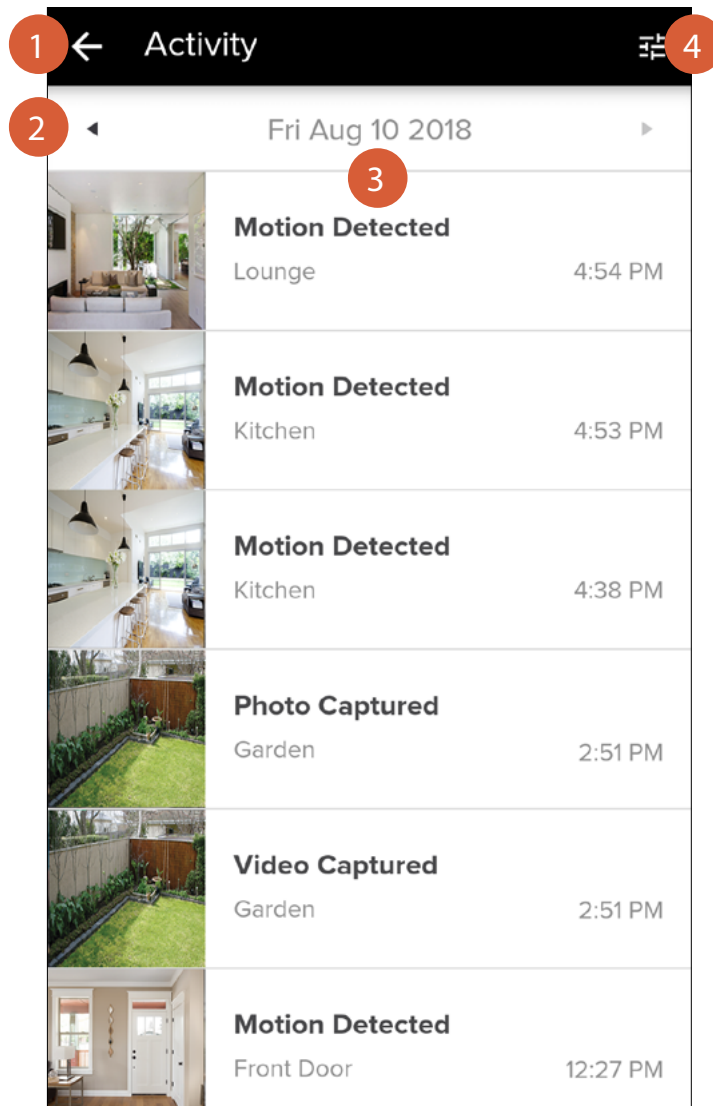 1 Activity 4
2 Fri Aug 10 2018
3
Motion Detected
Lounge 4:54 PM
Motion Detected
Kitchen 4:53 PM
Motion Detected
Kitchen 4:38 PM
Photo Captured
Garden 2:51 PM
Video Captured
Garden 2:51 PM
Motion Detected
Front Door 12:27 PM